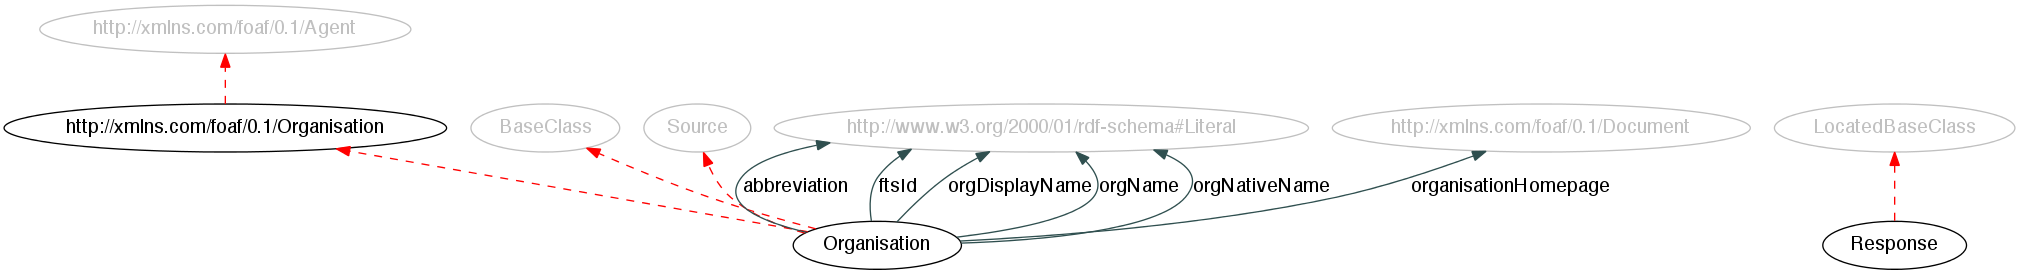 http://xmlns.com/foaf/0.1/Agent
http://xmlns.com/foaf/0.1/Organisation
BaseClass
Source
http://www.w3.org/2000/01/rdf-schema#Literal
http://xmlns.com/foaf/0.1/Document
LocatedBaseClass
abbreviation
ftsId
orgDisplayName
orgName
orgNativeName
organisationHomepage
Organisation
Response